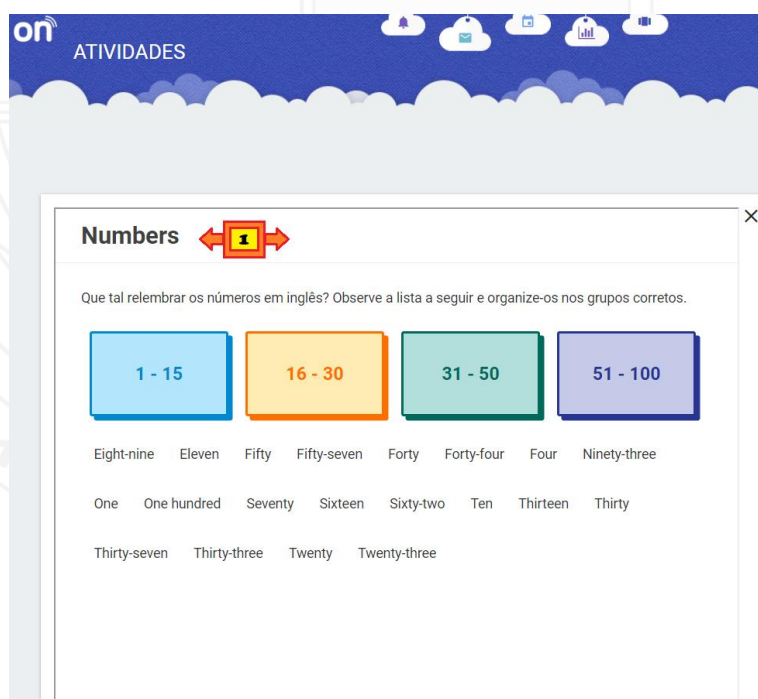 on
ATIVIDADES
Numbers
1
Que tal relembrar os números em inglês? Observe a lista a seguir e organize-os nos grupos corretos.
1 - 15
16 - 30
31 - 50
51 - 100
Eight-nine Eleven Fifty Fifty-seven Forty Forty-four Four Ninety-three
One One hundred Seventy Sixteen Sixty-two Ten Thirteen Thirty
Thirty-seven Thirty-three Twenty Twenty-three